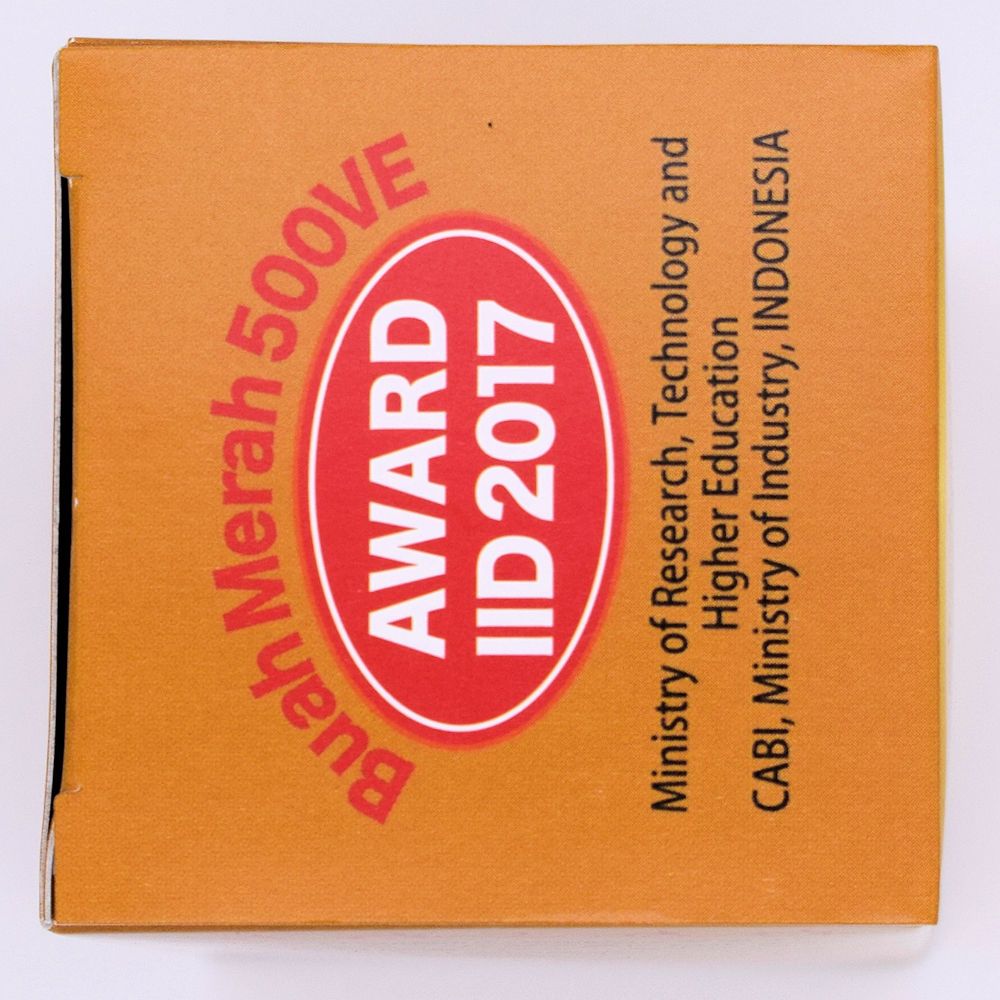 Buah Merah 500VE
AWARD
IID 2017
Ministry of Research, Technology and
Higher Education
CABI, Ministry of Industry, INDONESIA